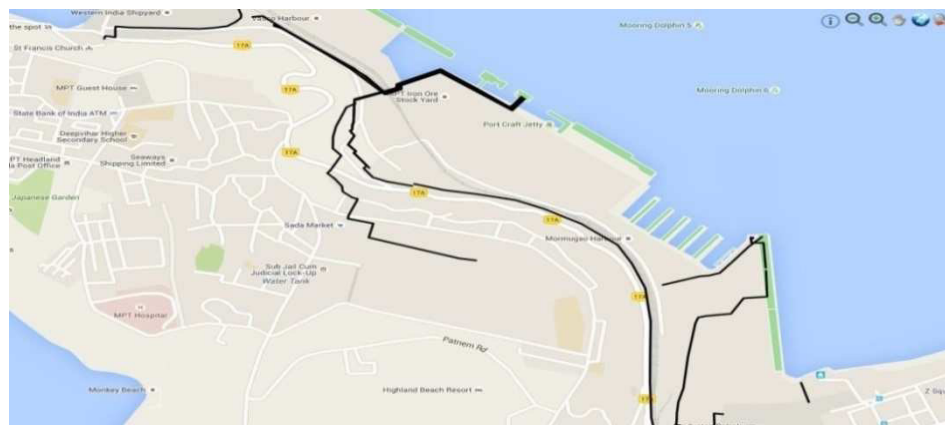 Western India Shipyard
Vasco Harbour
the spot In
17A
St Francis Church
Mooring Dolphin 5
MPT Guest House
17A
PT Iron Ore
Stock Yard
Mooring Dolphin 6
State Bank of India ATM
Port Craft Jetty
Deepvihar Higher
Secondary School
17A
PT Headland
a Post Office
Seaways
Shipping Limited
Japanese Garden
17A
17A
Sada Market
Mormugao Harbour
Sub Jail Cum
Judicial Lock-Up
Water Tank
17A
MPT Hospital
Patnem Rd
Monkey Beach
Highland Beach Resort
17A
Z Squ